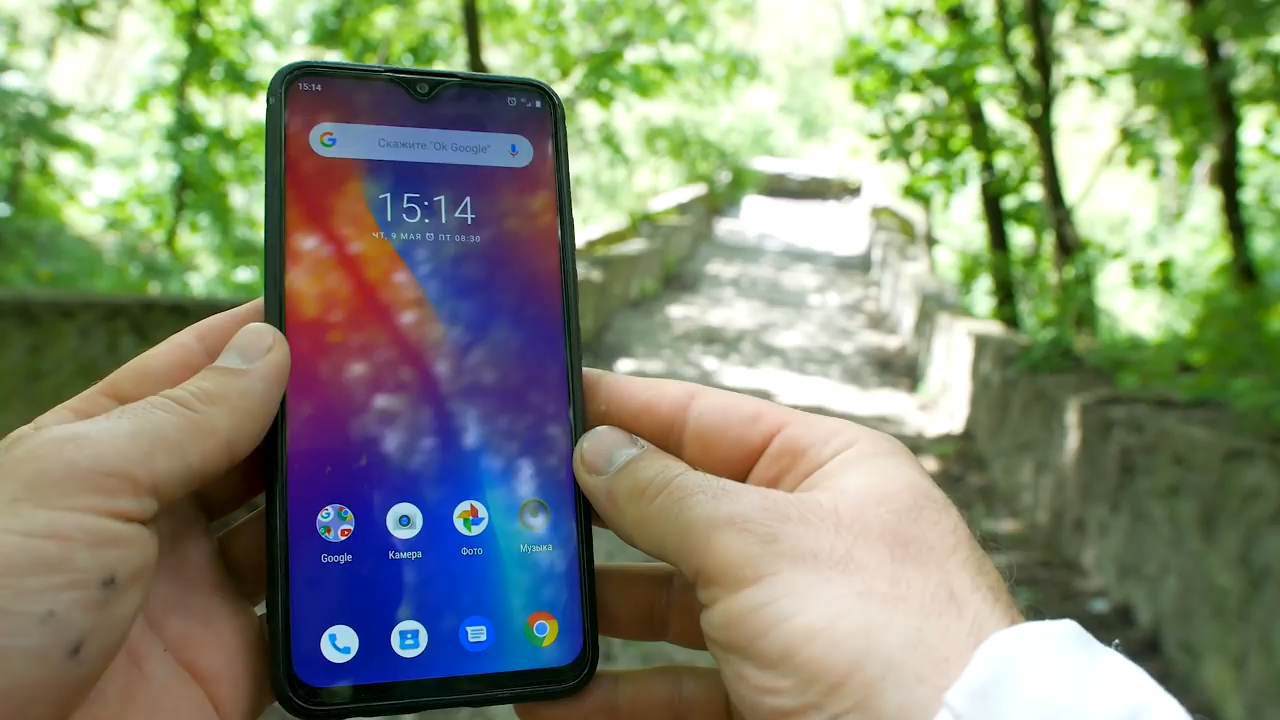 15:14
Скажите "Ok Google"
15:14
ЧТ, 9 МАЯ ПТ 08:30
Google
Камера
Фото
Музыка